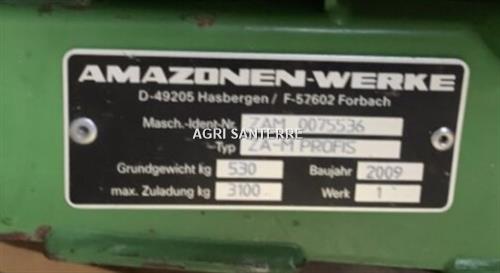 AMAZONEN-WERKE
D-49205 Hasbergen / F-57602 Forbach
Masch.-Ident-Nr. ZAM 0075536
AGRI SANTERRE
Typ ZA-M PROFIS
Grundgewicht kg 530 Baujahr 2009
max. Zuladung kg 3100 Werk 1